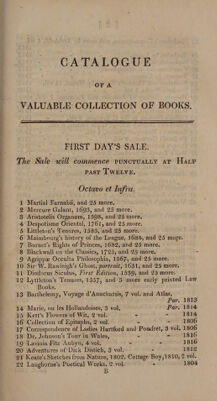 CATALOGUE
OF A
VALUABLE COLLECTION OF BOOKS.
FIRST DAY'S SALE.
The Sale will commence PUNCTUALLY AT HALF
PAST TWELVE.
Octavo et Infra.
1 Martial Farnabii, and 25 more.
2 Mercure Galant, 1693, and 23 more.
3 Aristotelis Organum, 1598, and 25 more.
4 Despotisme Oriental, 1761, and 25 more.
5 Littleton's Tenures, 1585, and 25 more.
6 Maimbourg's history of the League, 1684, and 25 more.
7 Burnet's Rights of Princes, 1682, and 25 more.
8 Blackwall on the Classics, 1725, and 25 more.
9 Agrippæ Occulta Philosophia, 1567, and 25 more.
10 Sir W. Rawleigh's Ghost, portrait, 1651, and 25 more.
11 Diodorus Siculus, First Edition, 1539, and 25 more.
12 Lyttleton's Tenures, 1557, and 3 more early printed Law
Books.
13 Barthelemy, Voyage d'Anacharsis, 7 vol. and Atlas,
Par. 1813
14 Marie, ou les Hollandoises, 3 vol. Par. 1814
15 Kett's Flowers of Wit, 2 vol. 1814
16 Collection of Epitaphs, 2 vol. 1806
17 Correspondence of Ladies Hartford and Pomfret, 3 vol. 1806
18 Dr. Johnson's Tour in Wales, 1816
19 Lavinia Fitz Aubyn, 4 vol. 1816
20 Adventures of Dick Distich, 3 vol. 1812
21 Keate's Sketches from Nature, 1802. Cottage Boy, 1810, 2 vol.
22 Langhorne's Poetical Works, 2 vol. 1804